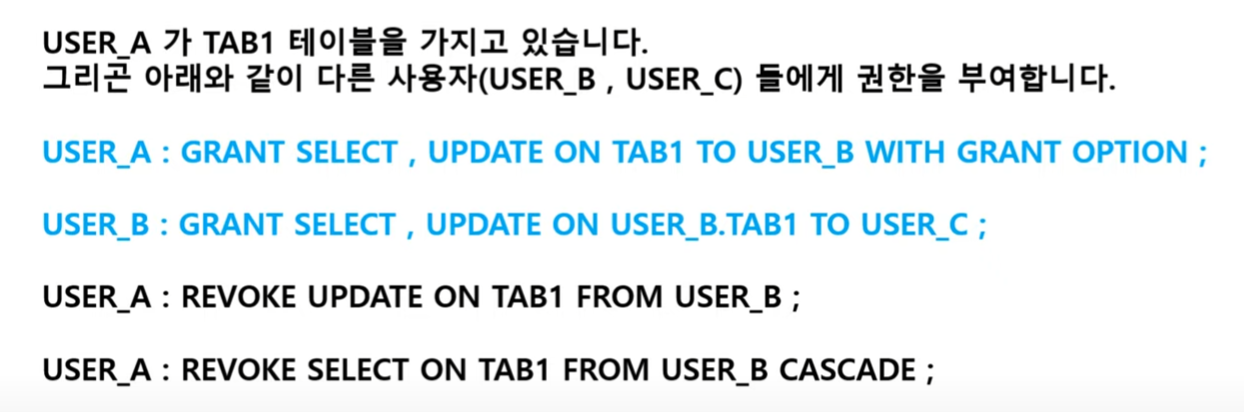 USER_A 가 TAB1 테이블을 가지고 있습니다.
그리곤 아래와 같이 다른 사용자(USER_B , USER_C) 들에게 권한을 부여합니다.
USER_A : GRANT SELECT , UPDATE ON TAB1 TO USER_B WITH GRANT OPTION ;
USER_B : GRANT SELECT , UPDATE ON USER_B.TAB1 TO USER_C ;
USER_A : REVOKE UPDATE ON TAB1 FROM USER_B ;
USER_A : REVOKE SELECT ON TAB1 FROM USER_B CASCADE ;